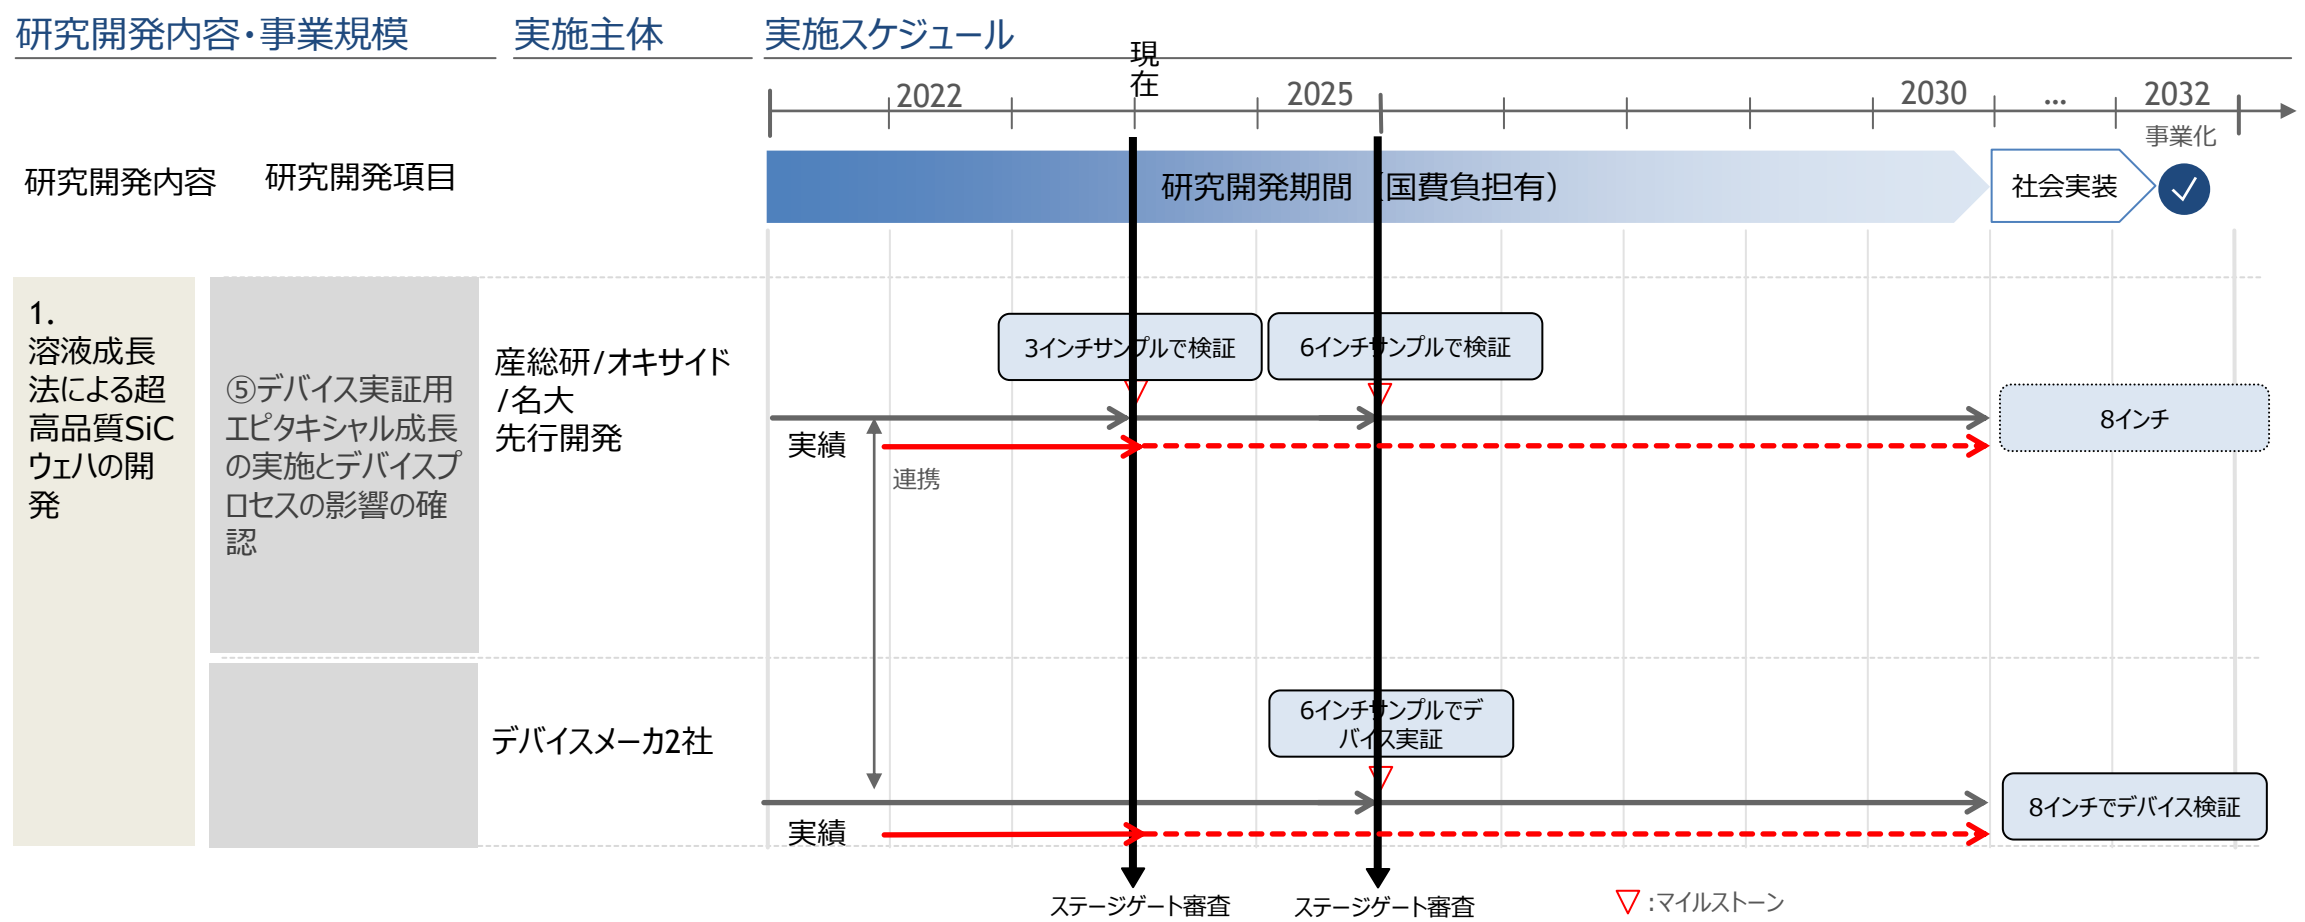 研究開発内容・事業規模
実施主体
実施スケジュール
現
在
2022
2025
2030
...
2032
事業化
研究開発内容
研究開発項目
研究開発期間（国費負担有）
社会実装
1.
溶液成長
法による超
高品質SiC
ウェハの開
発
⑤デバイス実証用
エピタキシャル成長
の実施とデバイスプ
ロセスの影響の確
認
産総研/オキサイド
/名大
先行開発
3インチサンプルで検証
6インチサンプルで検証
8インチ
実績
連携
デバイスメーカ2社
6インチサンプルでデ
バイス実証
8インチでデバイス検証
実績
ステージゲート審査
ステージゲート審査
▽:マイルストーン